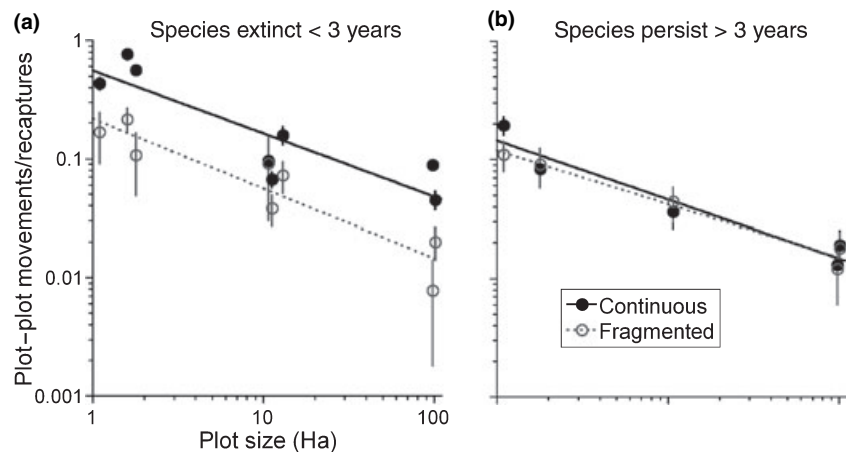 (a)
Species extinct < 3 years
(b)
Species persist > 3 years
Plot–plot movements/recaptures
1
0.1
0.01
0.001
1
10
100
Plot size (Ha)
Continuous
Fragmented